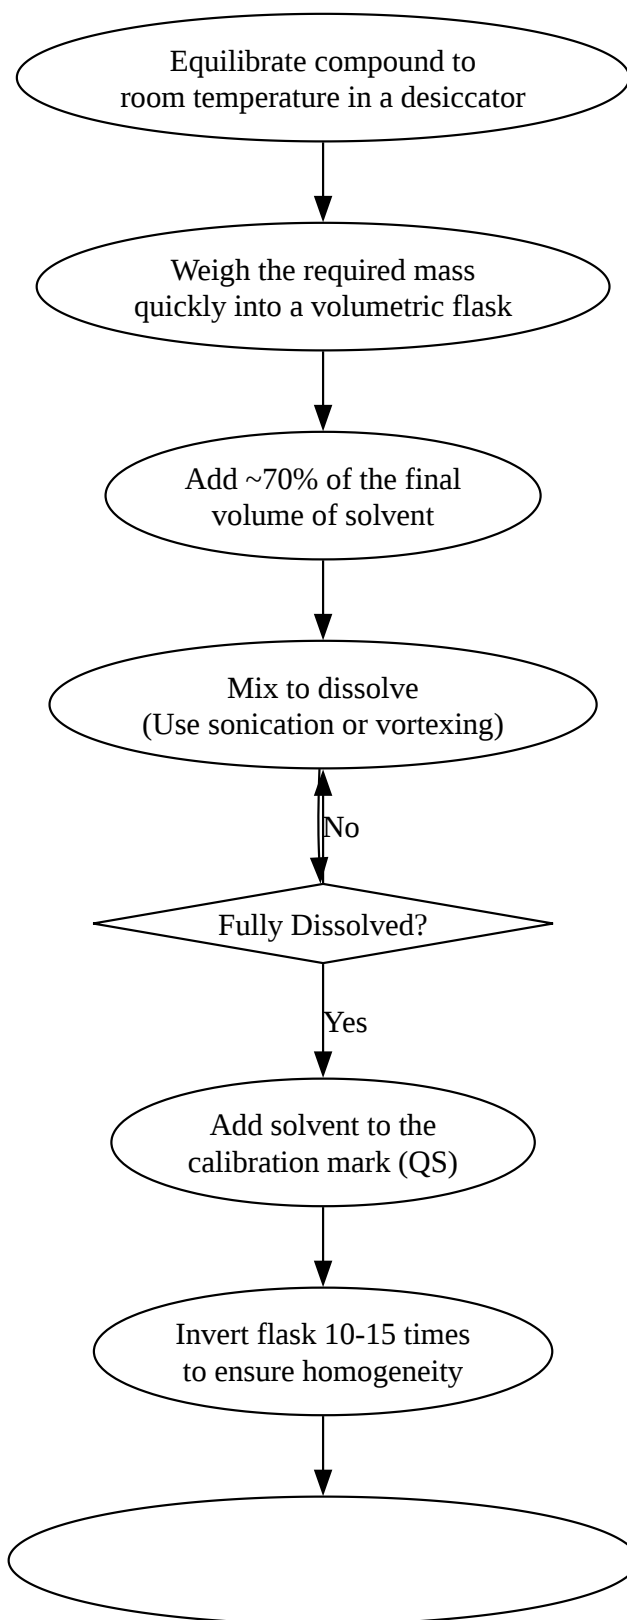 Equilibrate compound to
room temperature in a desiccator
Weigh the required mass
quickly into a volumetric flask
Add ~70% of the final
volume of solvent
Mix to dissolve
(Use sonication or vortexing)
No
Fully Dissolved?
Yes
Add solvent to the
calibration mark (QS)
Invert flask 10-15 times
to ensure homogeneity